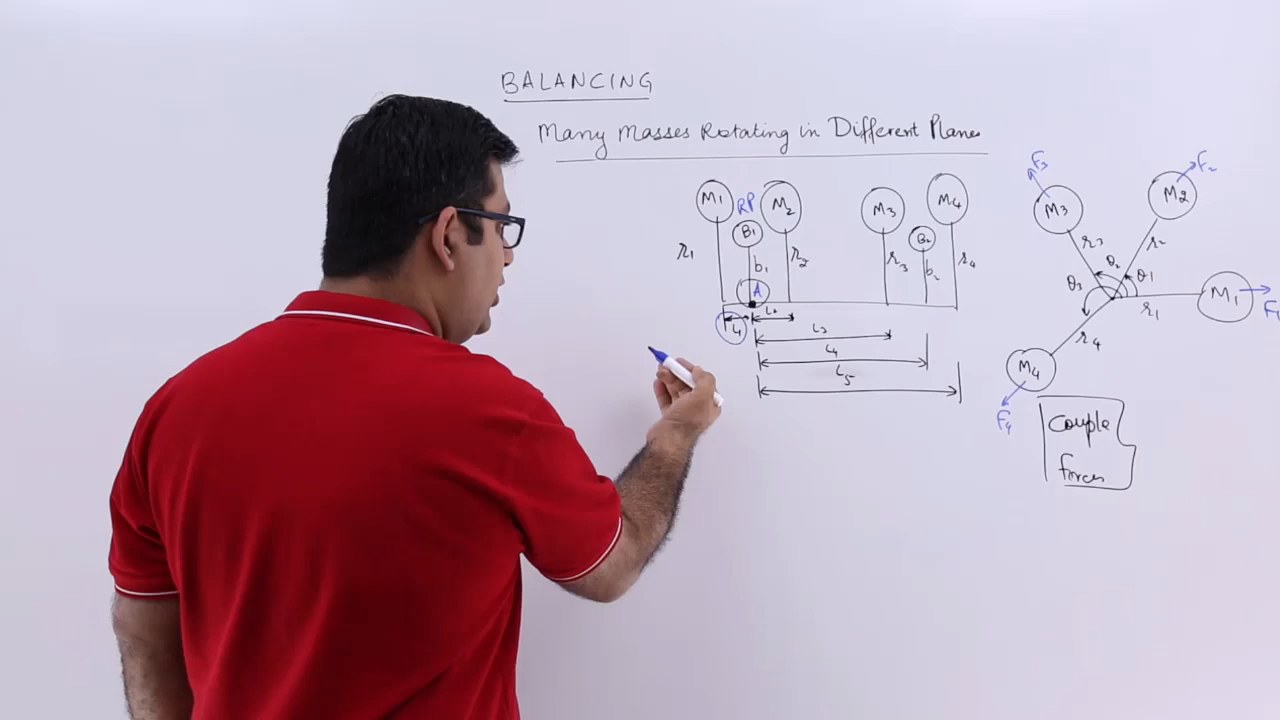 BALANCING
Many Masses Rotating in Different Planes
M1 RP M2 M3 M4
B1 B2
r1 b1 r2 r3 b2 r4
A
L1 L2
L3
L4
L5
F3 F2
M3 M2
r3 r2
θ3 θ2 θ1
M1
r1 F1
r4
M4
F4
Couple
forces